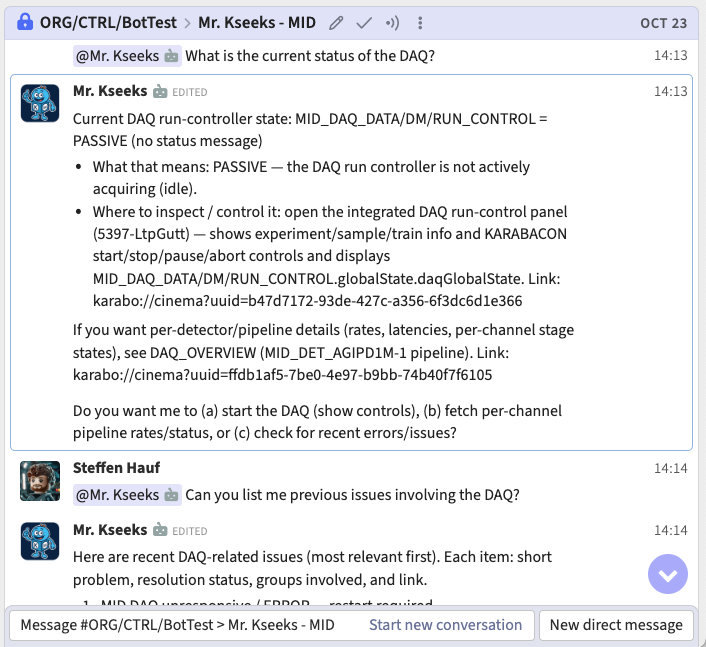 ORG/CTRL/BotTest > Mr. Kseeks - MID OCT 23
@Mr. Kseeks What is the current status of the DAQ? 14:13
Mr. Kseeks EDITED 14:13
Current DAQ run-controller state: MID_DAQ_DATA/DM/RUN_CONTROL =
PASSIVE (no status message)
• What that means: PASSIVE — the DAQ run controller is not actively
acquiring (idle).
• Where to inspect / control it: open the integrated DAQ run-control panel
(5397-LtpGutt) — shows experiment/sample/train info and KARABACON
start/stop/pause/abort controls and displays
MID_DAQ_DATA/DM/RUN_CONTROL.globalState.daqGlobalState. Link:
karabo://cinema?uuid=b47d7172-93de-427c-a356-6f3dc6d1e366
If you want per-detector/pipeline details (rates, latencies, per-channel stage
states), see DAQ_OVERVIEW (MID_DET_AGIPD1M-1 pipeline). Link:
karabo://cinema?uuid=ffdb1af5-7be0-4e97-b9bb-74b40f7f6105
Do you want me to (a) start the DAQ (show controls), (b) fetch per-channel
pipeline rates/status, or (c) check for recent errors/issues?
Steffen Hauf 14:14
@Mr. Kseeks Can you list me previous issues involving the DAQ?
Mr. Kseeks EDITED 14:14
Here are recent DAQ-related issues (most relevant first). Each item: short
problem, resolution status, groups involved, and link.
1. MID DAQ unresponsive / ERROR — restart required
Message #ORG/CTRL/BotTest > Mr. Kseeks - MID Start new conversation New direct message